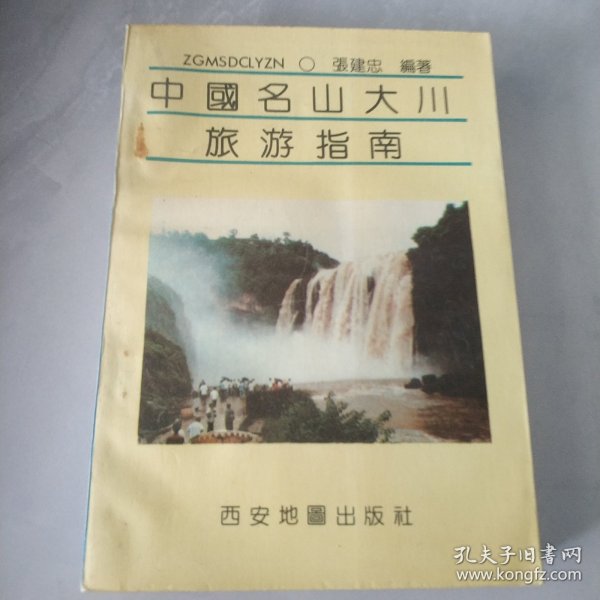 ZGMSDCLYZN ○ 張建忠 編著
中國名山大川
旅游指南
西安地圖出版社
孔夫子旧书网
www.kongfz.com